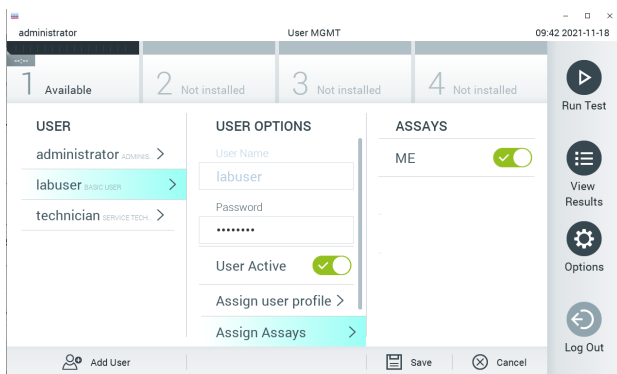 administrator User MGMT 09:42 2021-11-18
--:--
1 Available 2 Not installed 3 Not installed 4 Not installed
Run Test
USER USER OPTIONS ASSAYS
administrator ADMINIS.. >
User Name
ME
labuser BASIC USER >
labuser
View
Results
technician SERVICE TECH.. >
Password
••••••••
User Active
Options
Assign user profile >
Assign Assays >
Log Out
Add User Save Cancel